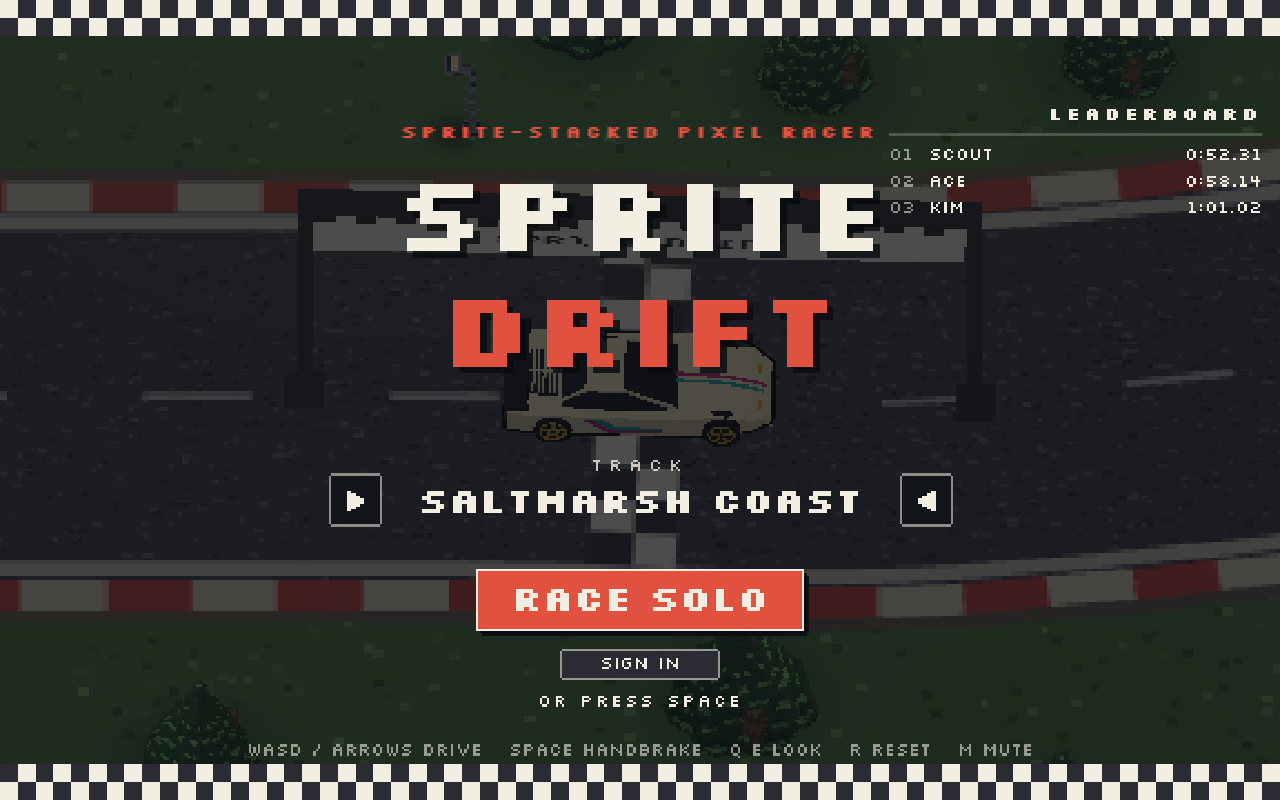 SPRITE-STACKED PIXEL RACER
SPRITE
DRIFT
LEADERBOARD
01 SCOUT 0:52.31
02 ACE 0:58.14
03 KIM 1:01.02
TRACK
SALTMARSH COAST
RACE SOLO
SIGN IN
OR PRESS SPACE
WASD / ARROWS DRIVE SPACE HANDBRAKE Q E LOOK R RESET M MUTE